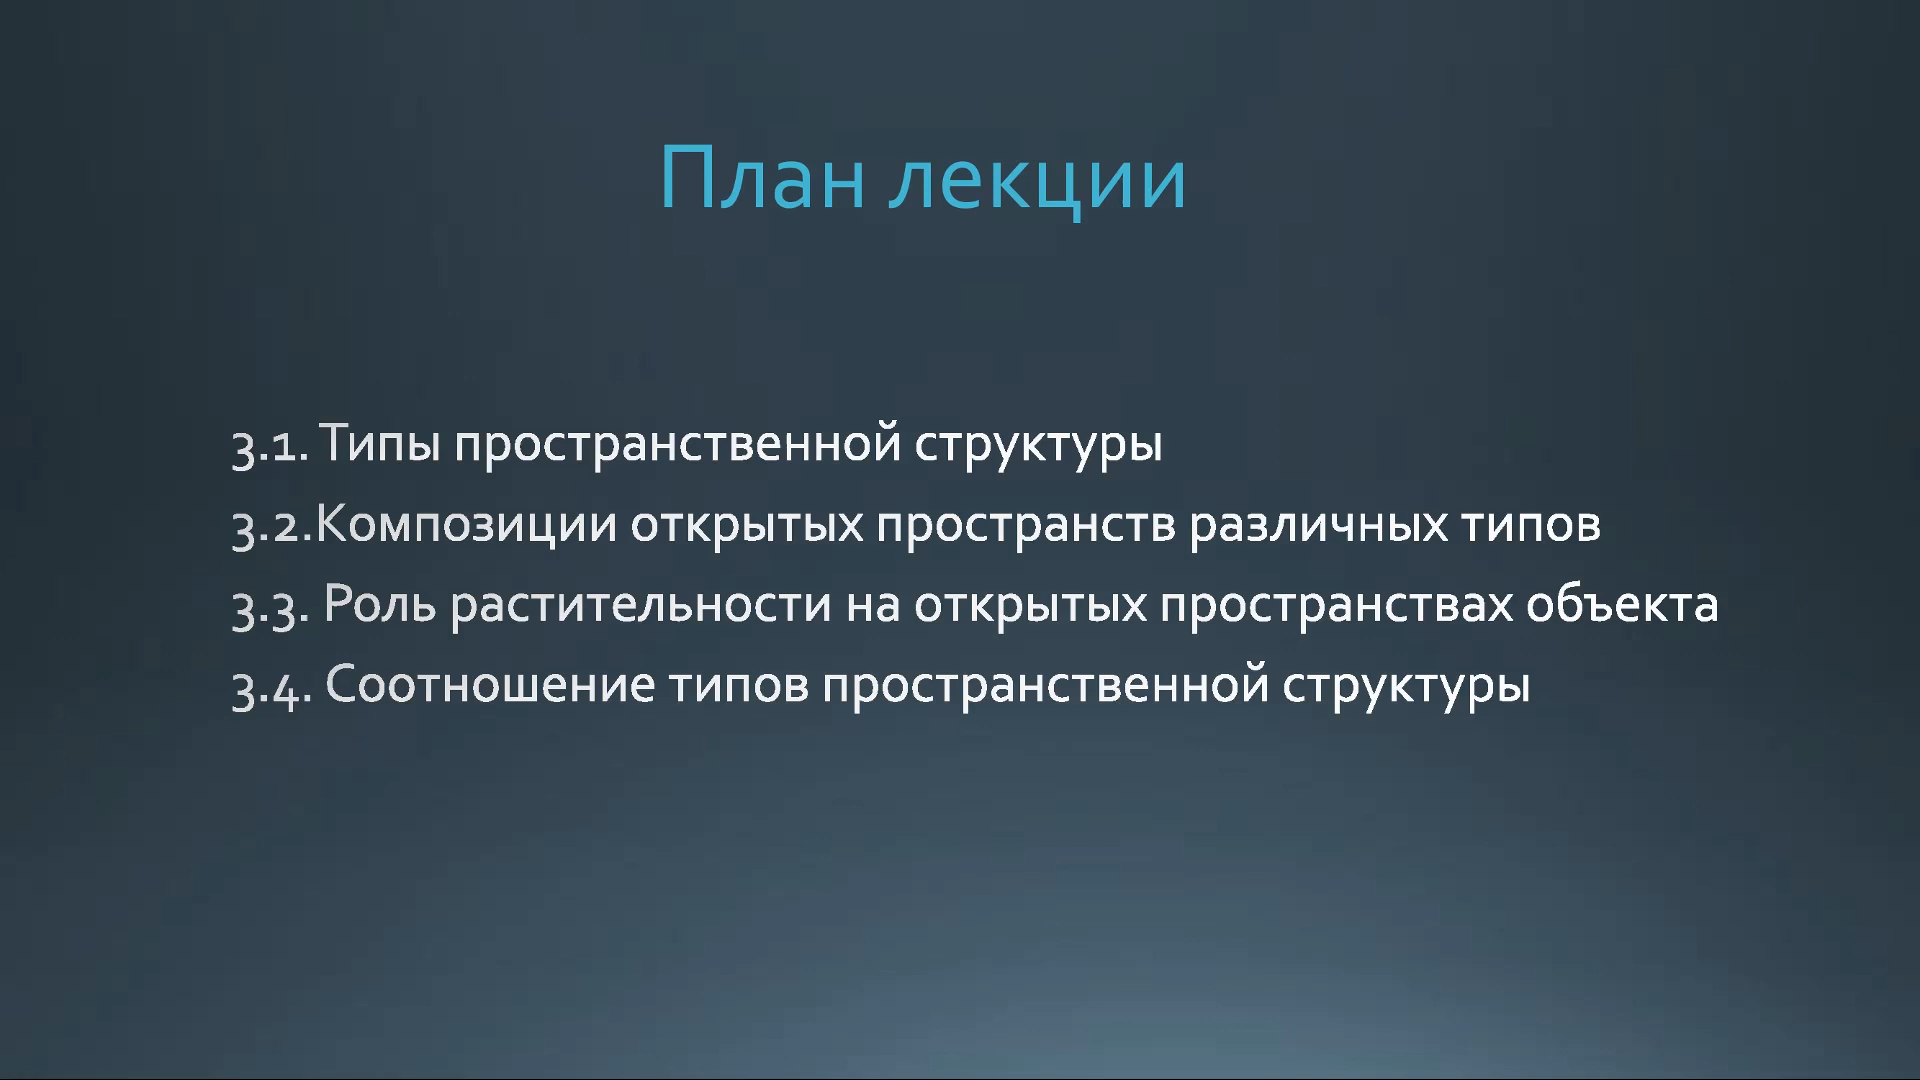 План лекции
3.1. Типы пространственной структуры
3.2.Композиции открытых пространств различных типов
3.3. Роль растительности на открытых пространствах объекта
3.4. Соотношение типов пространственной структуры